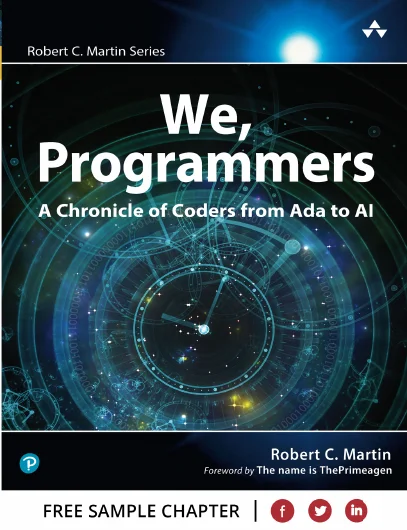 Robert C. Martin Series
We,
Programmers
A Chronicle of Coders from Ada to AI
Robert C. Martin
Foreword by The name is ThePrimeagen
FREE SAMPLE CHAPTER |